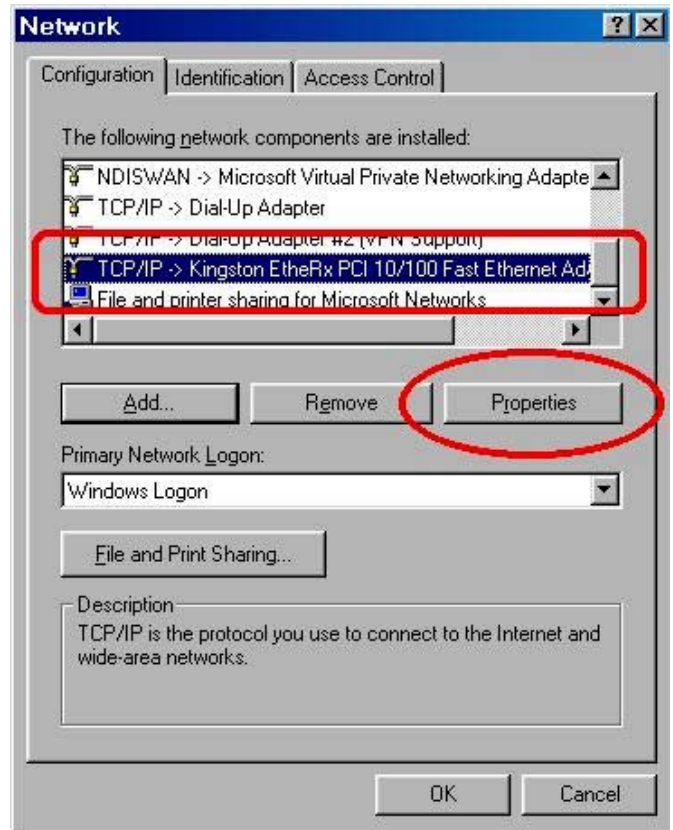 Network
Configuration Identification Access Control
The following network components are installed:
NDISWAN -> Microsoft Virtual Private Networking Adapte
TCP/IP -> Dial-Up Adapter
TCP/IP -> Dial-Up Adapter #2 (VPN Support)
TCP/IP -> Kingston EtheRx PCI 10/100 Fast Ethernet Ada
File and printer sharing for Microsoft Networks
Add... Remove Properties
Primary Network Logon:
Windows Logon
File and Print Sharing...
Description
TCP/IP is the protocol you use to connect to the Internet and
wide-area networks.
OK Cancel